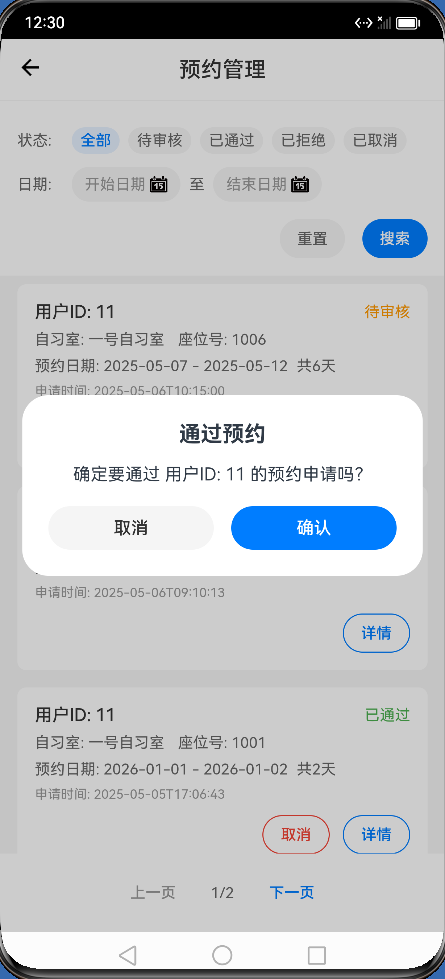 12:30
预约管理
状态: 全部 待审核 已通过 已拒绝 已取消
日期: 开始日期 15 至 结束日期 15
重置 搜索
用户ID: 11 待审核
自习室: 一号自习室 座位号: 1006
预约日期: 2025-05-07 - 2025-05-12 共6天
申请时间: 2025-05-06T10:15:00
通过预约
确定要通过 用户ID: 11 的预约申请吗？
取消 确认
申请时间: 2025-05-06T09:10:13
详情
用户ID: 11 已通过
自习室: 一号自习室 座位号: 1001
预约日期: 2026-01-01 - 2026-01-02 共2天
申请时间: 2025-05-05T17:06:43
取消 详情
上一页 1/2 下一页